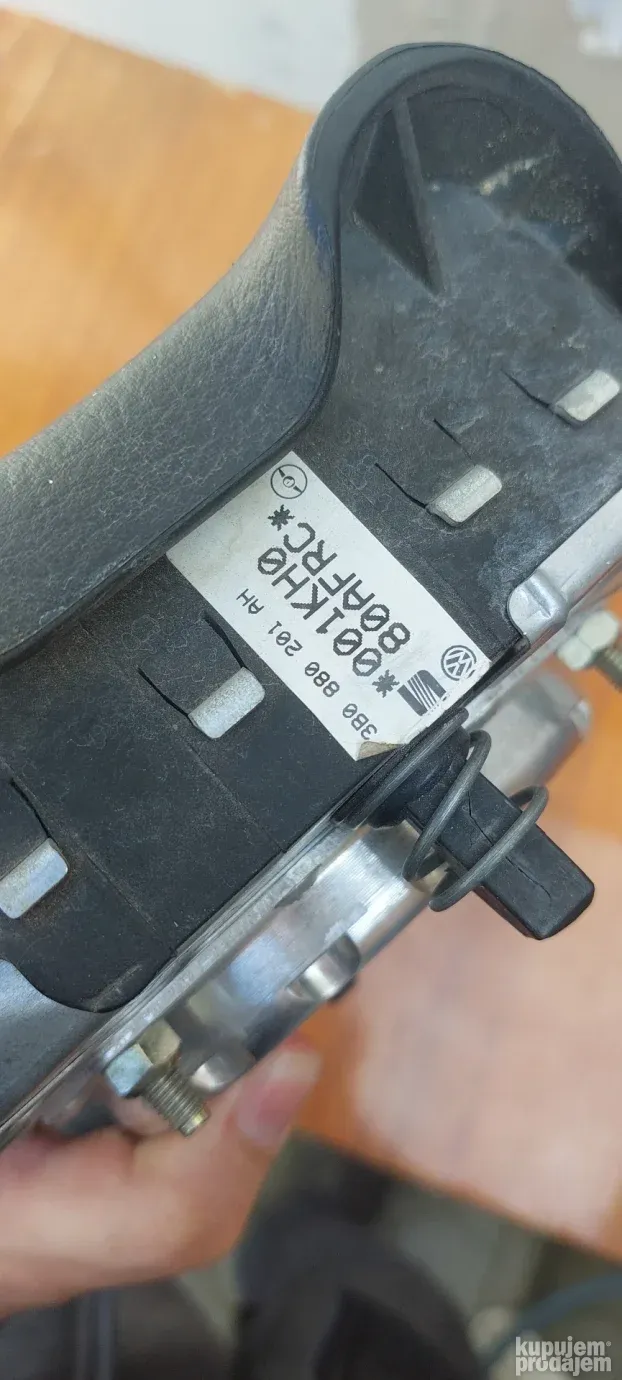 *001KH0
80AFRC*
3B0 880 201 AH
kupujem
prodajem